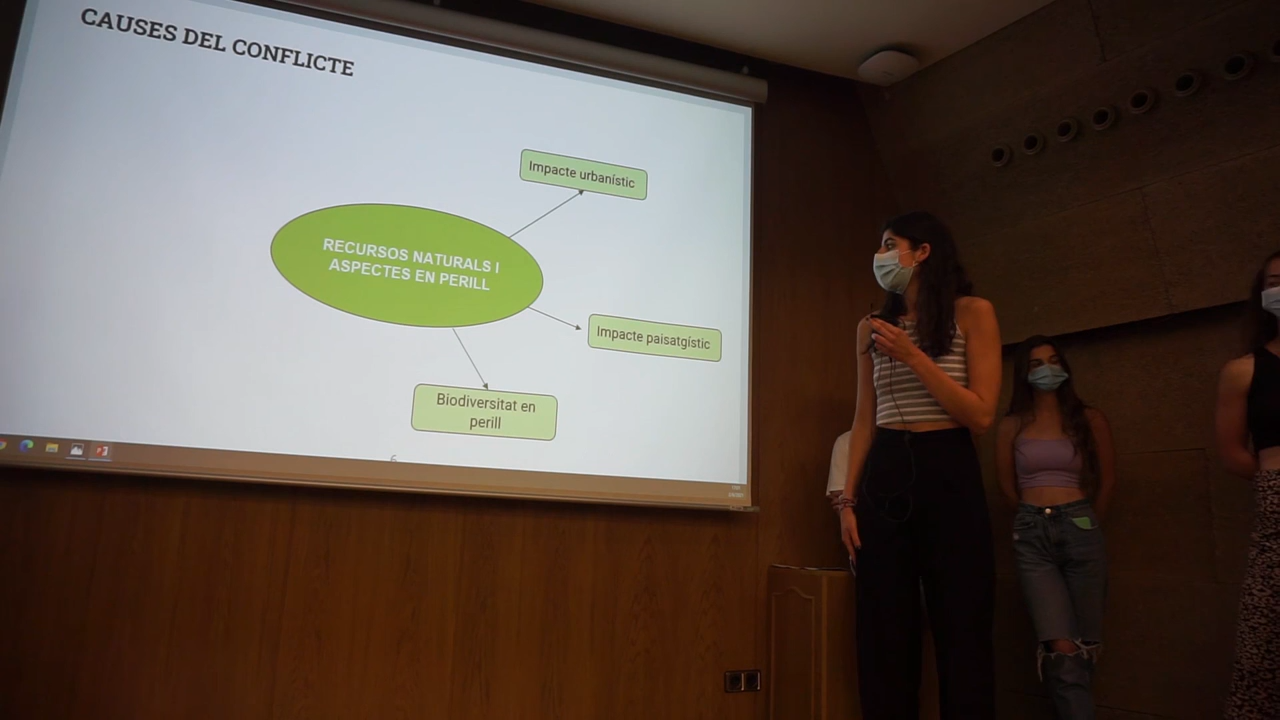 CAUSES DEL CONFLICTE
Impacte urbanístic
RECURSOS NATURALS I
ASPECTES EN PERILL
Impacte paisatgístic
Biodiversitat en
perill